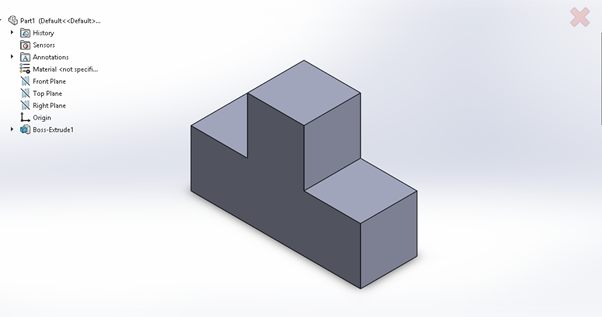 Part1 (Default<<Default>...
History
Sensors
Annotations
Material <not specifi...
Front Plane
Top Plane
Right Plane
Origin
Boss-Extrude1